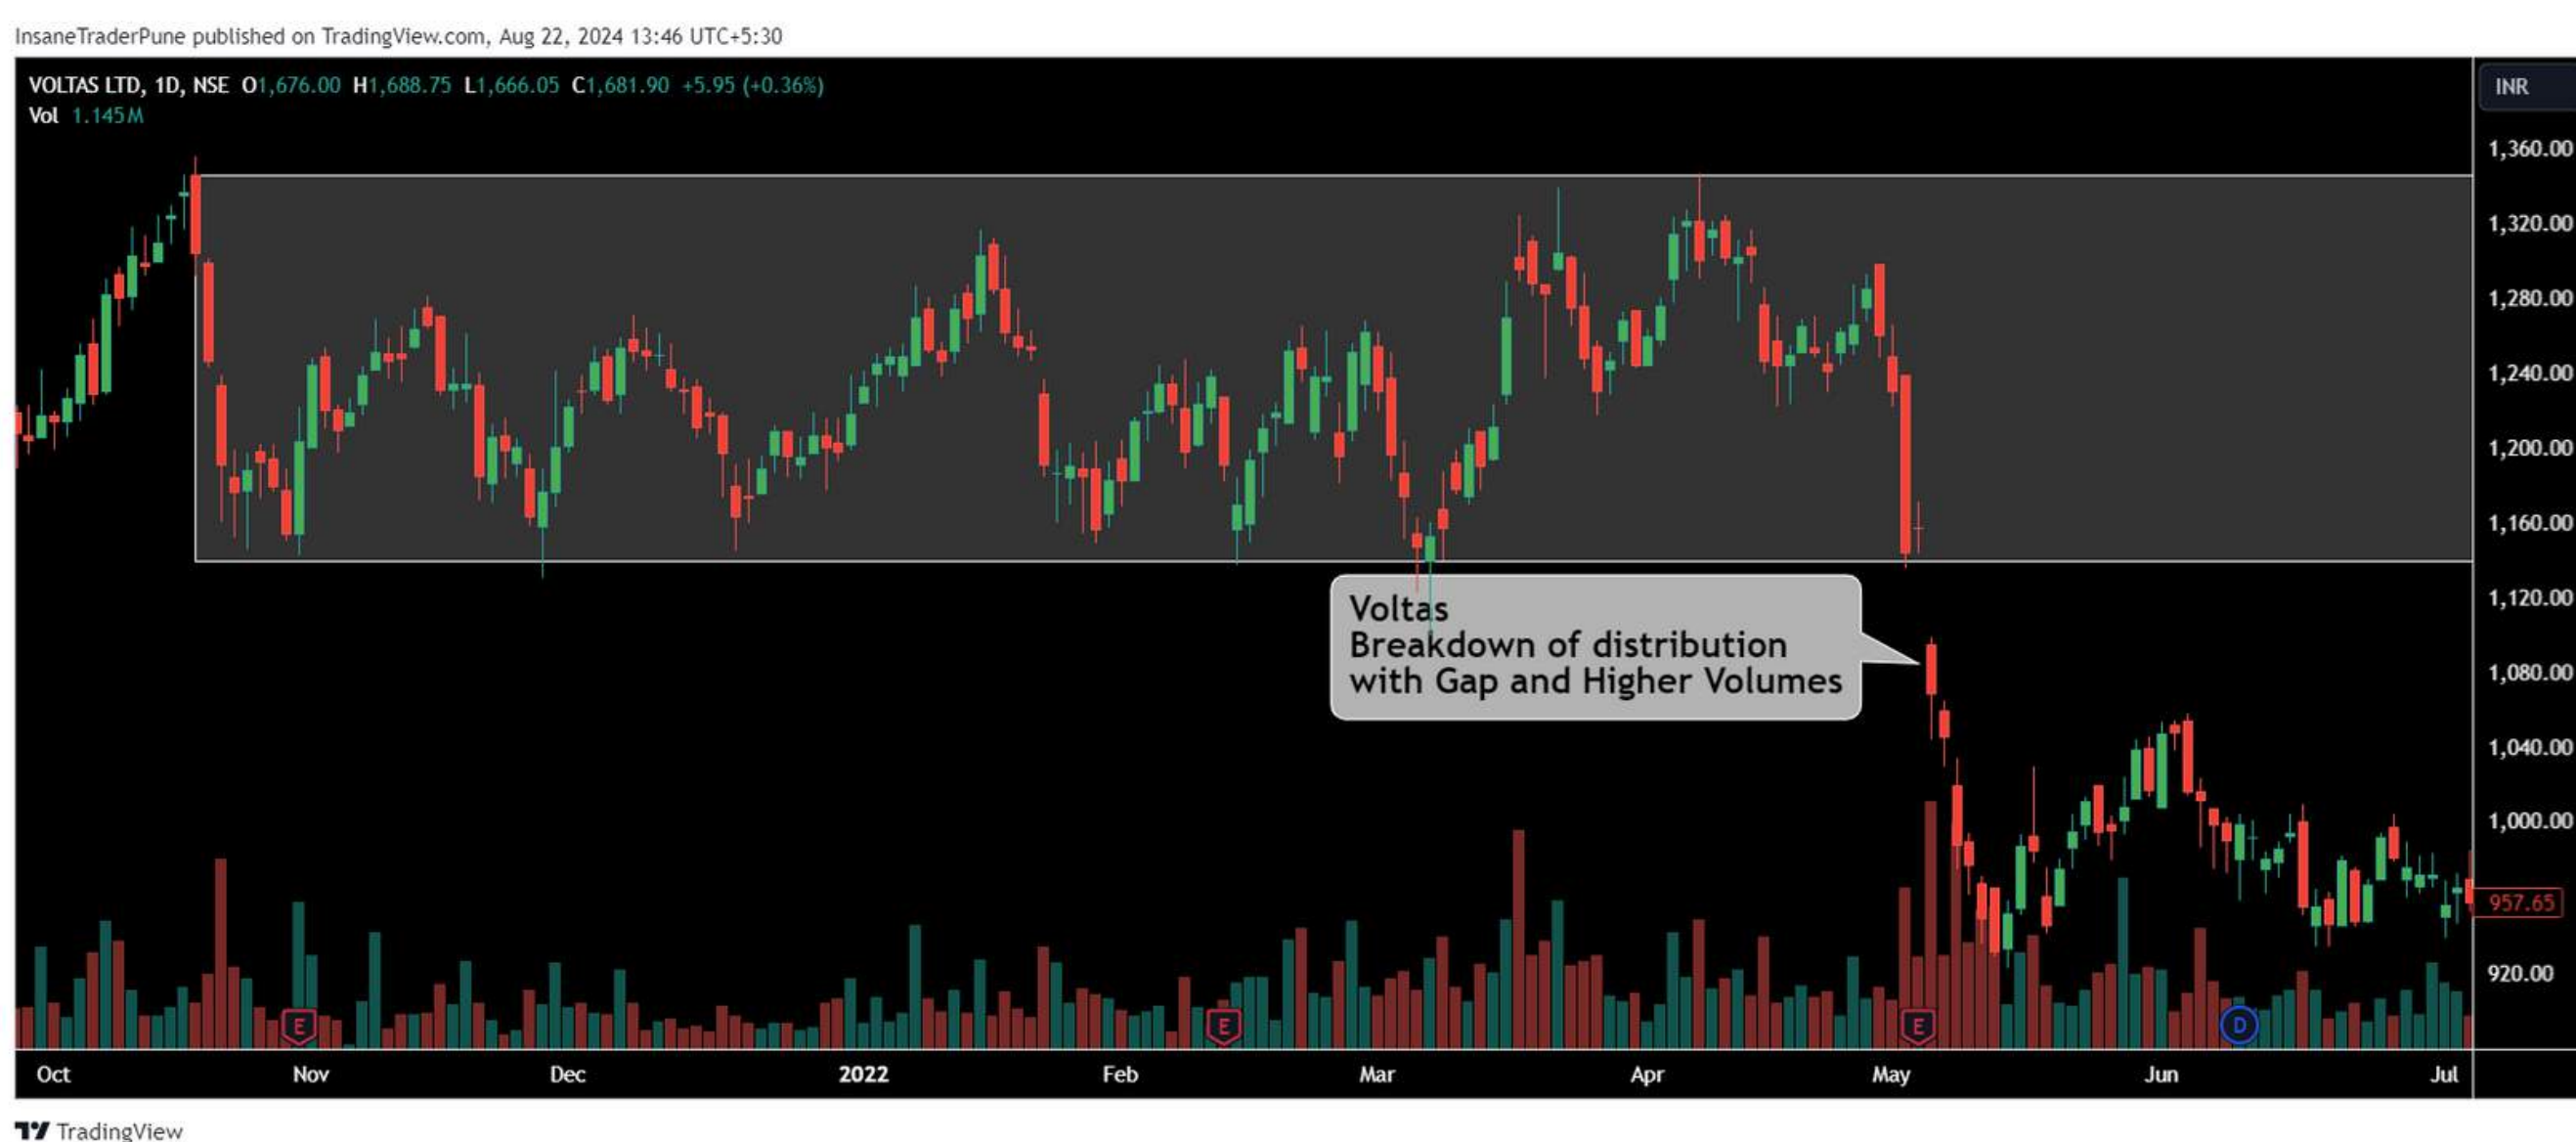 InsaneTraderPune published on TradingView.com, Aug 22, 2024 13:46 UTC+5:30
VOLTAS LTD, 1D, NSE O1,676.00 H1,688.75 L1,666.05 C1,681.90 +5.95 (+0.36%)
Vol 1.145M
INR
1,360.00
1,320.00
1,280.00
1,240.00
1,200.00
1,160.00
1,120.00
1,080.00
1,040.00
1,000.00
957.65
920.00
Voltas
Breakdown of distribution
with Gap and Higher Volumes
E E E D
Oct Nov Dec 2022 Feb Mar Apr May Jun Jul
TradingView